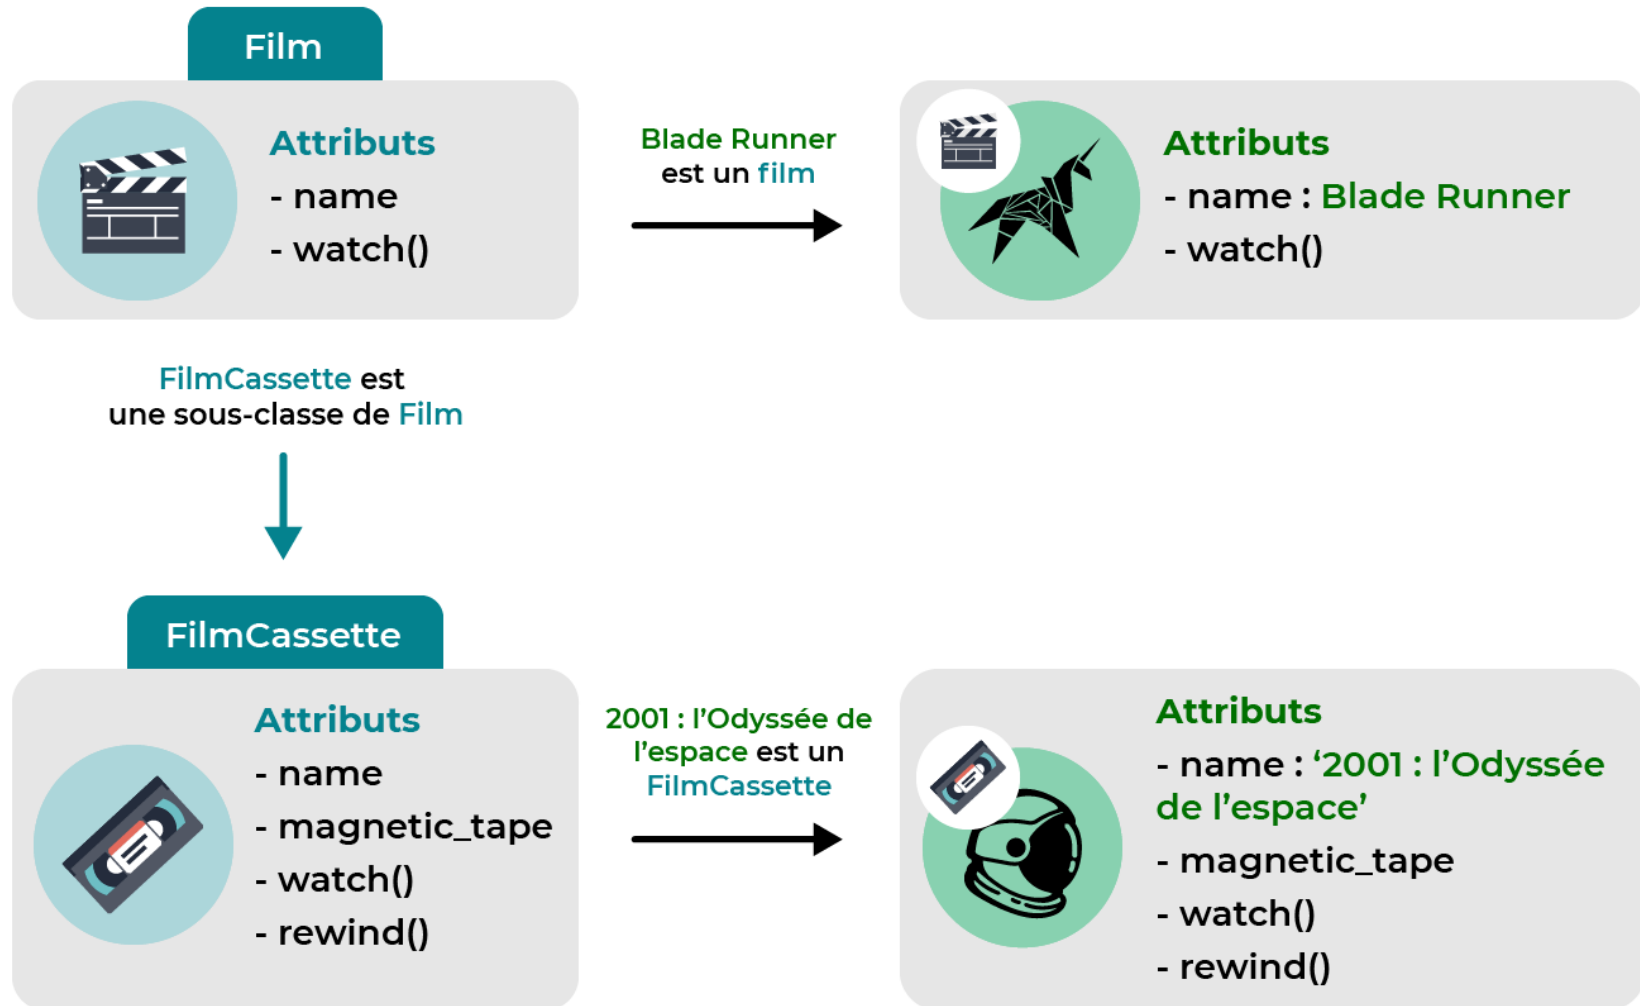 Film
Attributs
- name
- watch()
Blade Runner
est un film
Attributs
- name : Blade Runner
- watch()
FilmCassette est
une sous-classe de Film
FilmCassette
Attributs
- name
- magnetic_tape
- watch()
- rewind()
2001 : l’Odyssée de
l’espace est un
FilmCassette
Attributs
- name : ‘2001 : l’Odyssée
de l’espace’
- magnetic_tape
- watch()
- rewind()